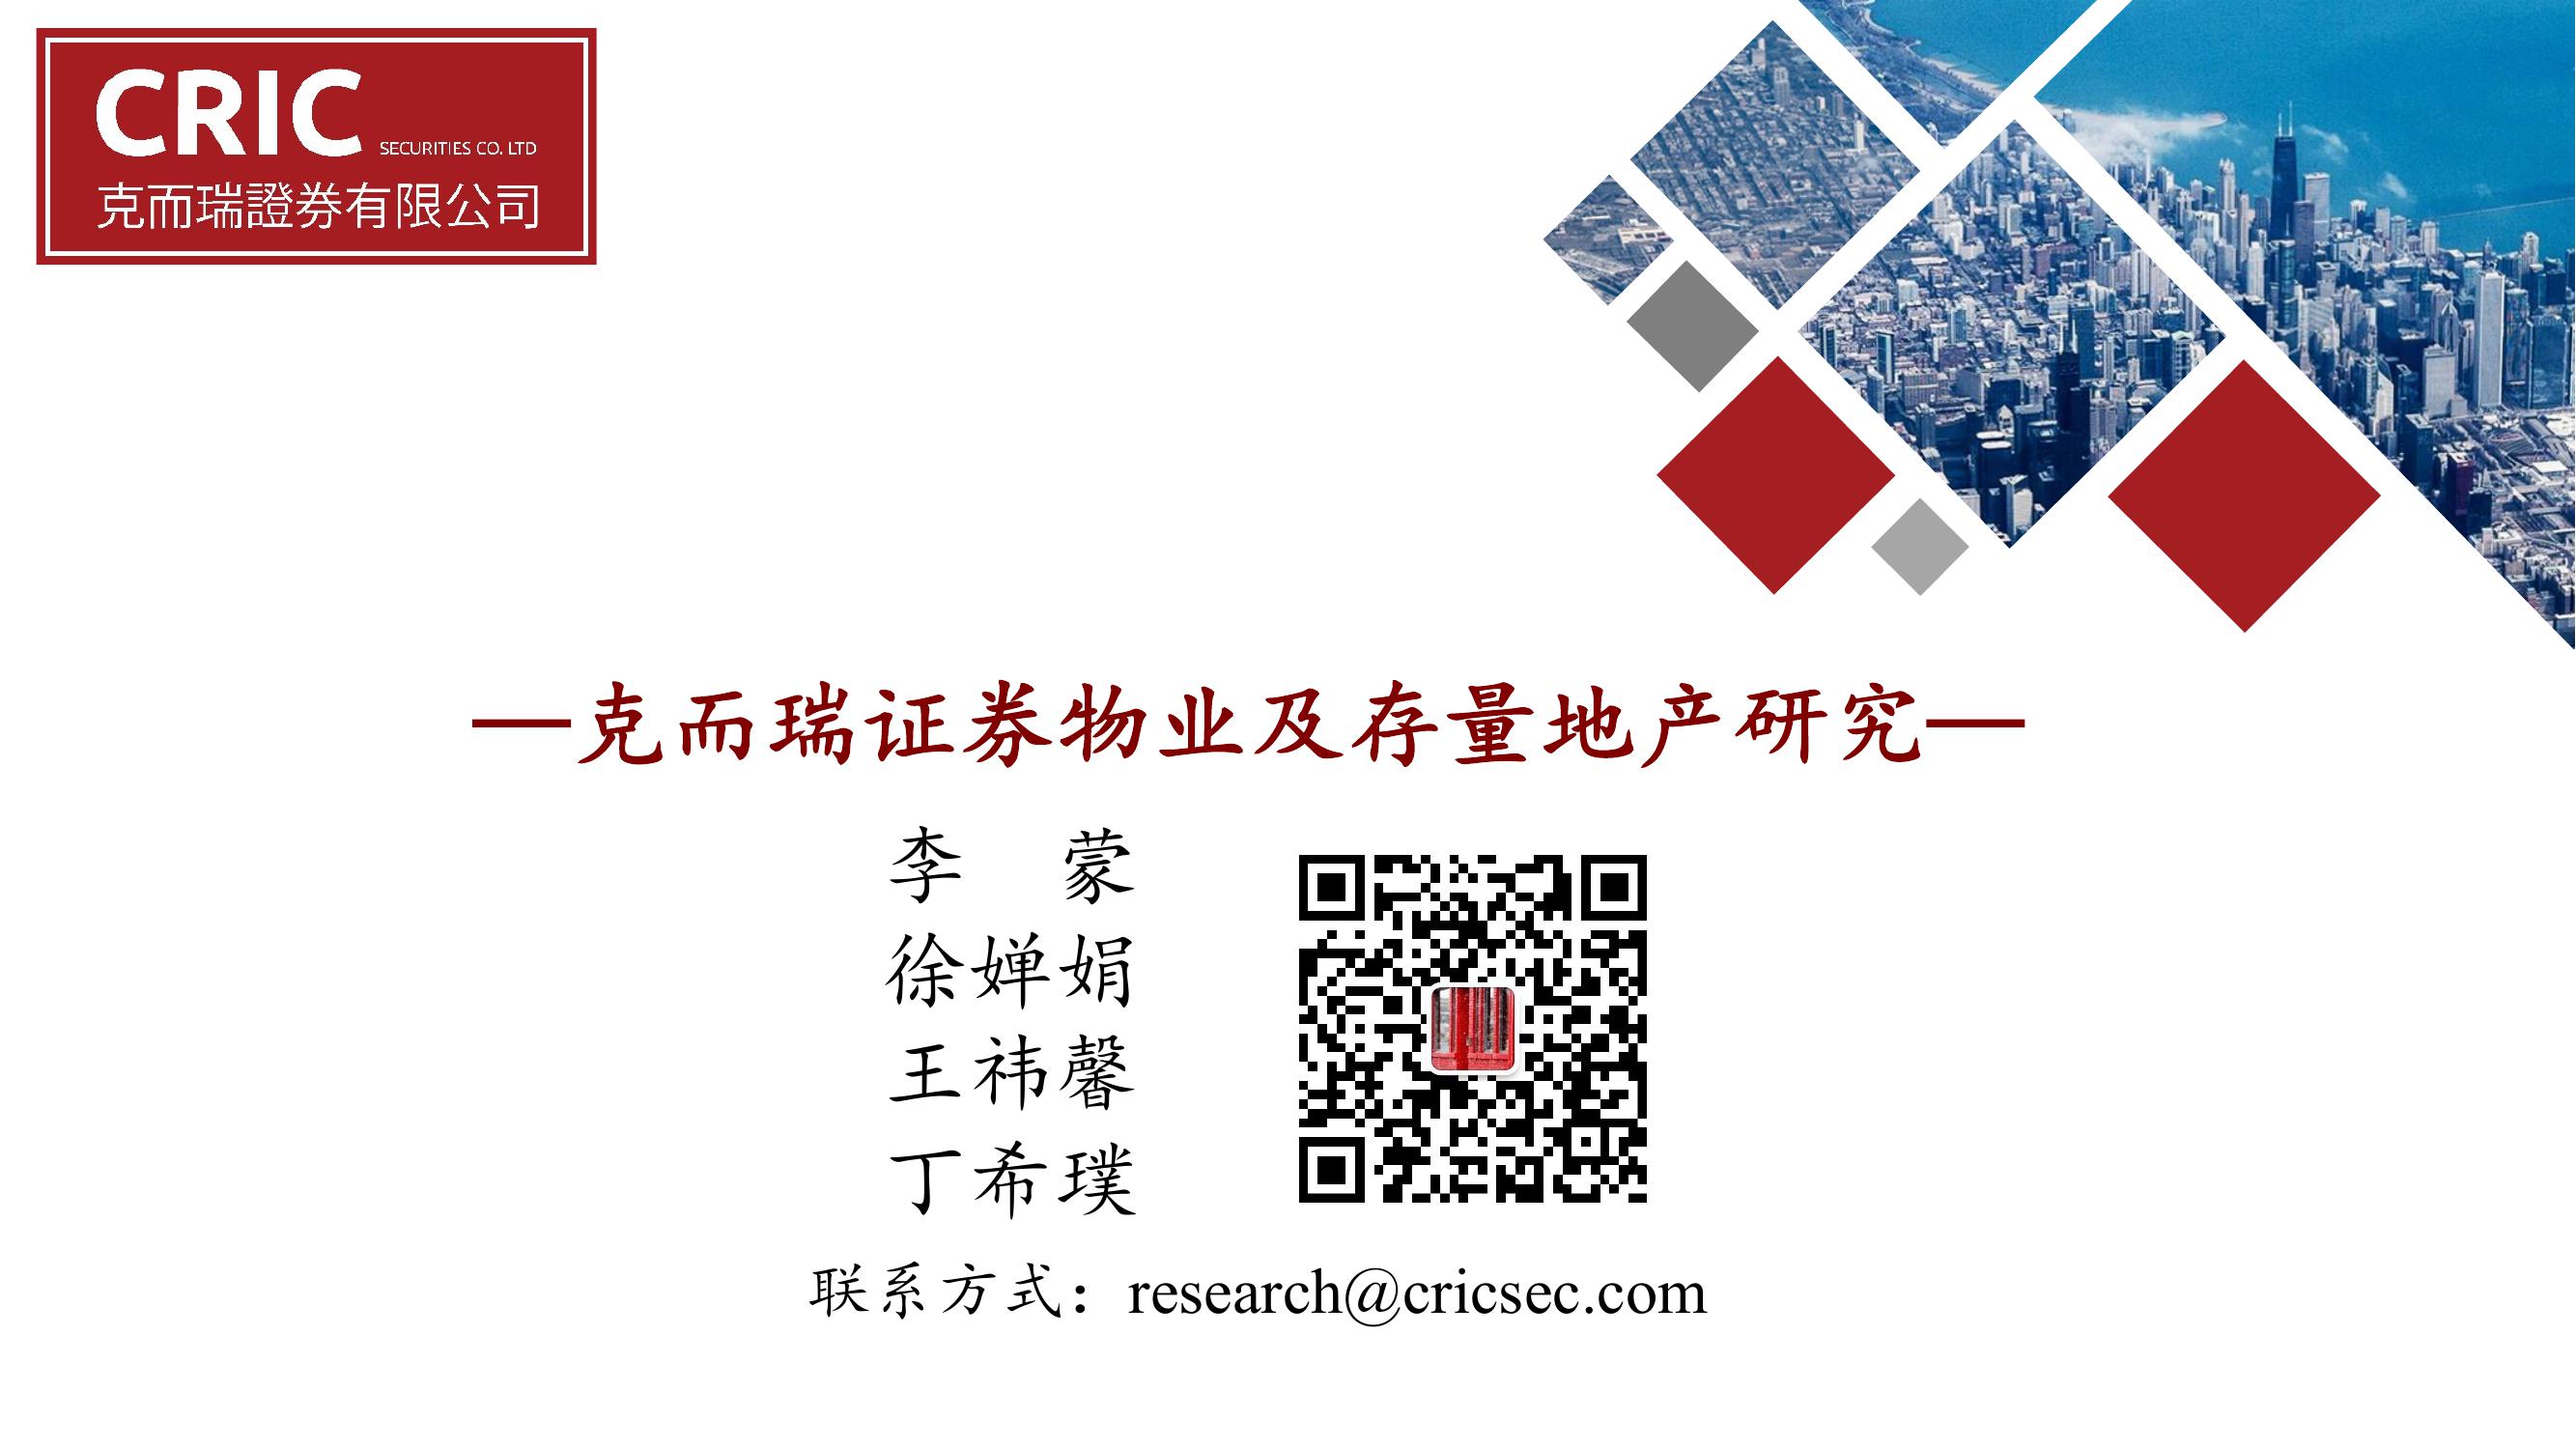 CRIC SECURITIES CO. LTD
克而瑞證券有限公司
—克而瑞证券物业及存量地产研究—
李 蒙
徐婵娟
王祎馨
丁希璞
联系方式：research@cricsec.com